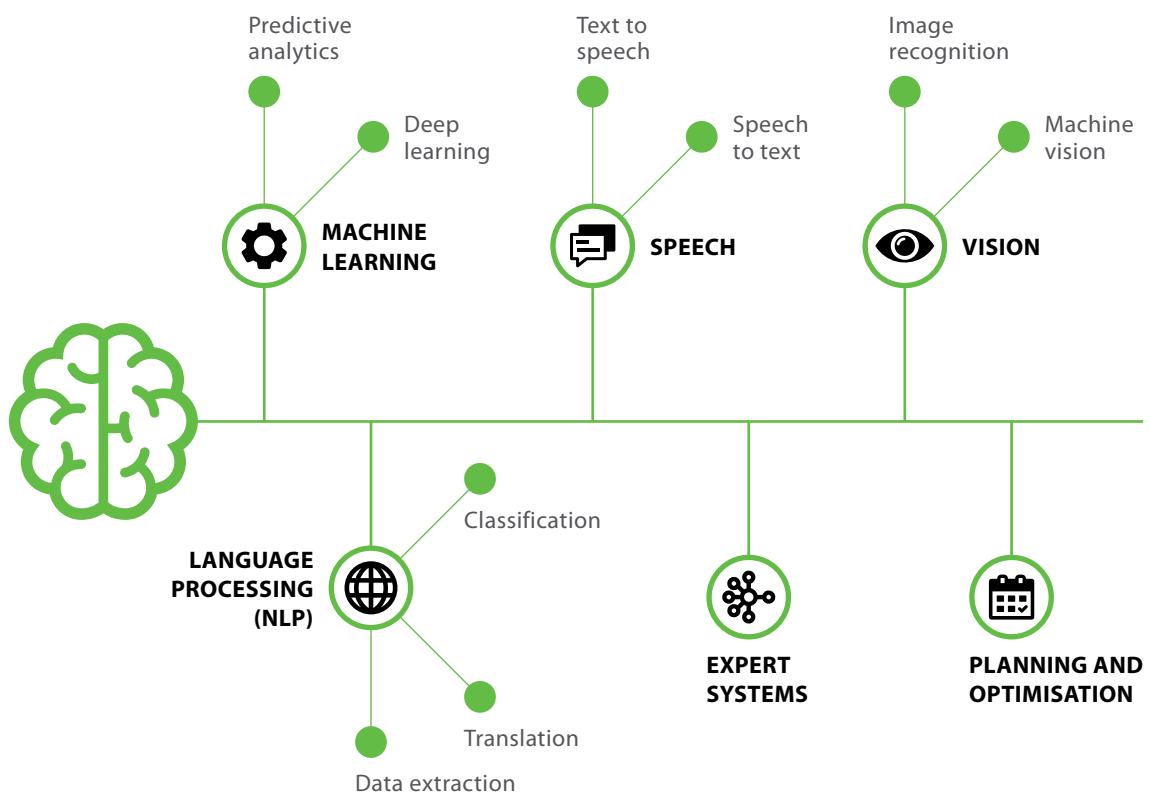 Predictive
analytics
Deep
learning
MACHINE
LEARNING
Text to
speech
Speech
to text
SPEECH
Image
recognition
Machine
vision
VISION
LANGUAGE
PROCESSING
(NLP)
Classification
Translation
Data extraction
EXPERT
SYSTEMS
PLANNING AND
OPTIMISATION